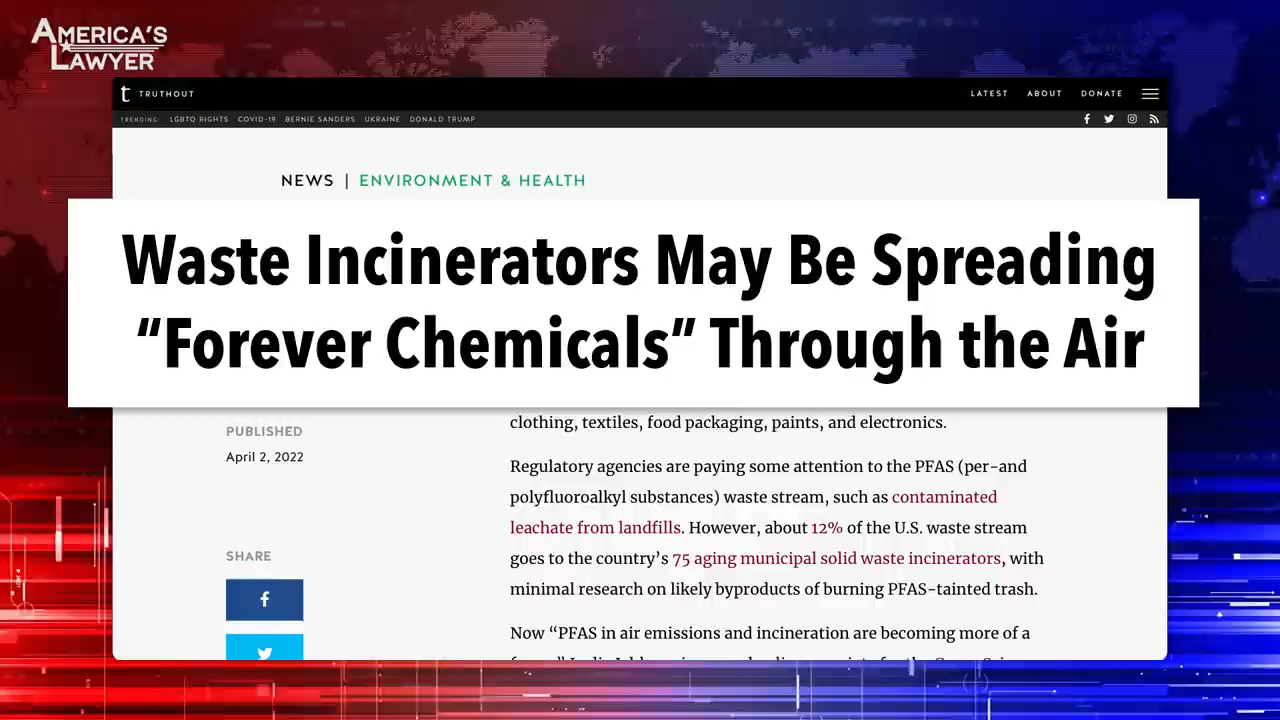 AMERICA'S
LAWYER
t TRUTHOUT
LATEST ABOUT DONATE
TRENDING: LGBTQ RIGHTS COVID-19 BERNIE SANDERS UKRAINE DONALD TRUMP
NEWS | ENVIRONMENT & HEALTH
Waste Incinerators May Be Spreading
“Forever Chemicals” Through the Air
clothing, textiles, food packaging, paints, and electronics.
PUBLISHED
April 2, 2022
Regulatory agencies are paying some attention to the PFAS (per-and
polyfluoroalkyl substances) waste stream, such as contaminated
leachate from landfills. However, about 12% of the U.S. waste stream
goes to the country’s 75 aging municipal solid waste incinerators, with
minimal research on likely byproducts of burning PFAS-tainted trash.
SHARE
Now “PFAS in air emissions and incineration are becoming more of a